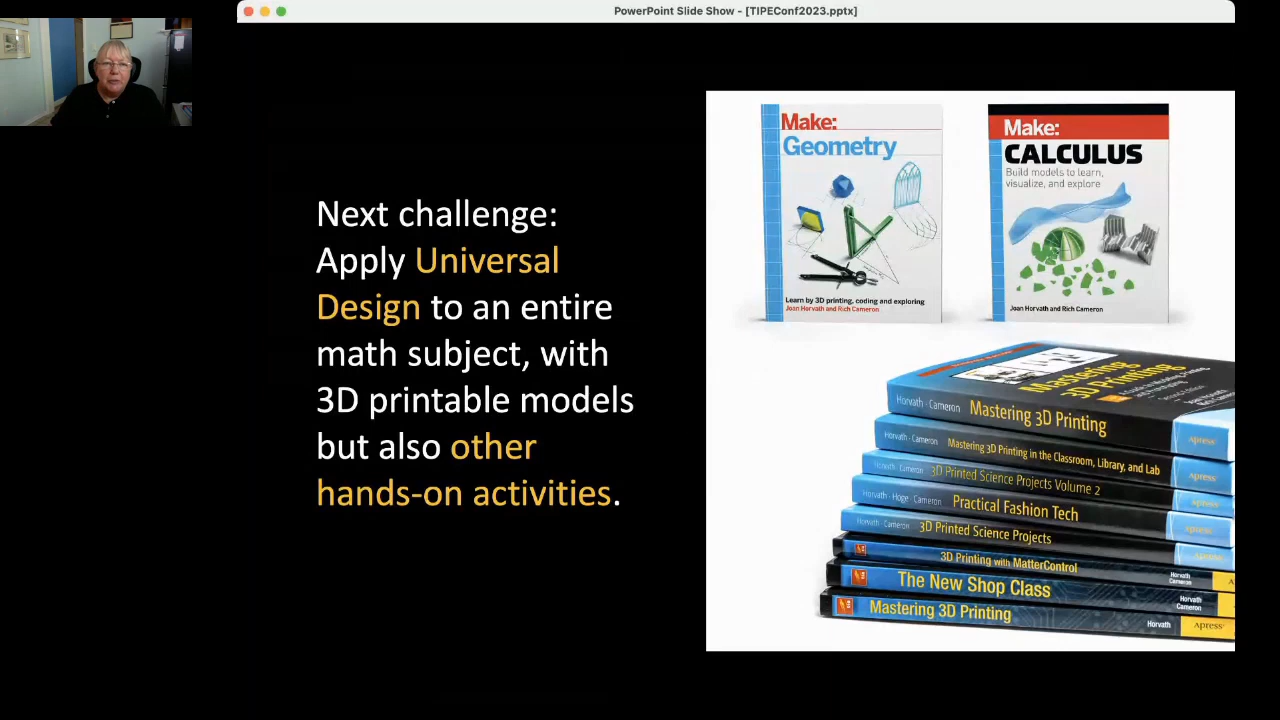 PowerPoint Slide Show - [TIPEConf2023.pptx]
Next challenge:
Apply Universal
Design to an entire
math subject, with
3D printable models
but also other
hands-on activities.
Make:
Geometry
Learn by 3D printing, coding and exploring
Joan Horvath and Rich Cameron
Make:
CALCULUS
Build models to learn,
visualize, and explore
Joan Horvath and Rich Cameron
Mastering
3D Printing
Horvath · Cameron Mastering 3D Printing Apress
Horvath · Cameron Mastering 3D Printing in the Classroom, Library, and Lab Apress
Horvath · Cameron 3D Printed Science Projects Volume 2 Apress
Horvath · Hoge · Cameron Practical Fashion Tech Apress
Horvath · Cameron 3D Printed Science Projects Apress
3D Printing with MatterControl Horvath Cameron
The New Shop Class Horvath Cameron
Mastering 3D Printing Horvath Apress